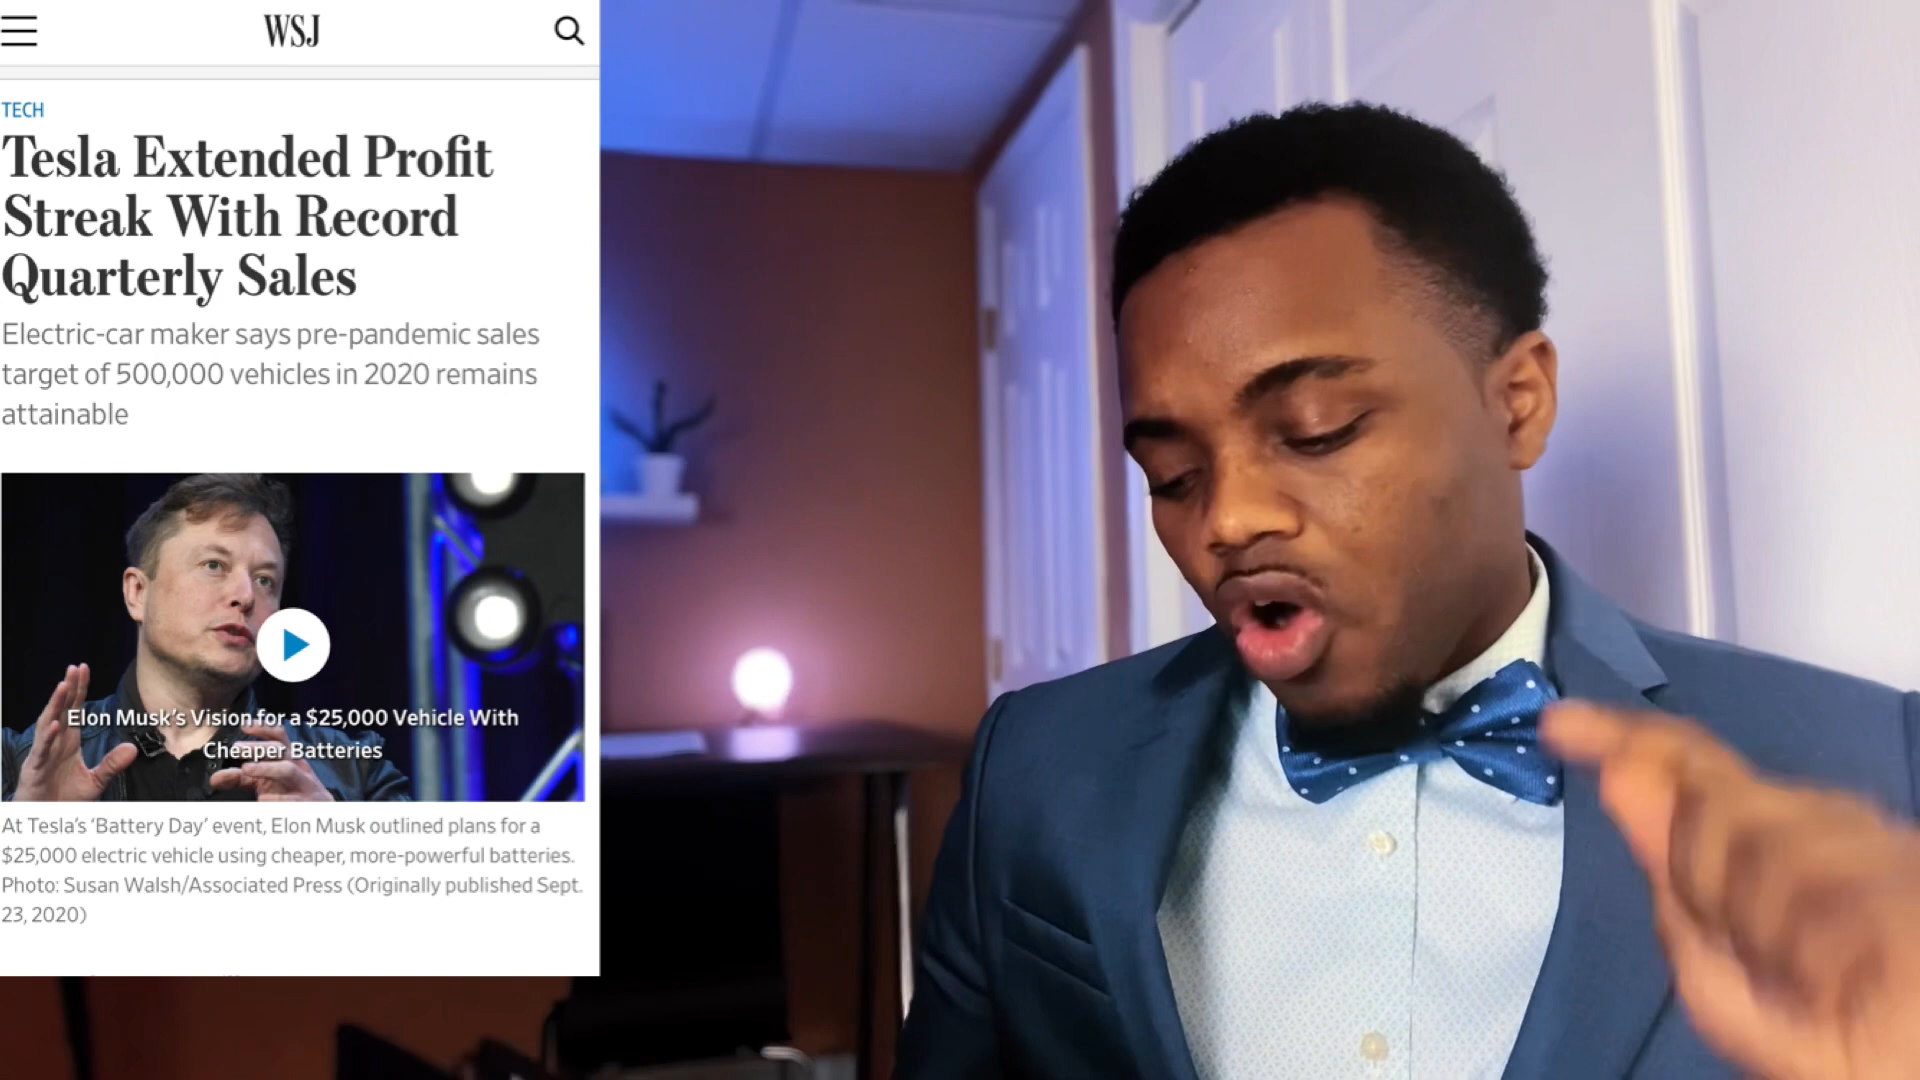 WSJ
TECH
Tesla Extended Profit
Streak With Record
Quarterly Sales
Electric-car maker says pre-pandemic sales
target of 500,000 vehicles in 2020 remains
attainable
Elon Musk's Vision for a $25,000 Vehicle With
Cheaper Batteries
At Tesla's ‘Battery Day’ event, Elon Musk outlined plans for a
$25,000 electric vehicle using cheaper, more-powerful batteries.
Photo: Susan Walsh/Associated Press (Originally published Sept.
23, 2020)